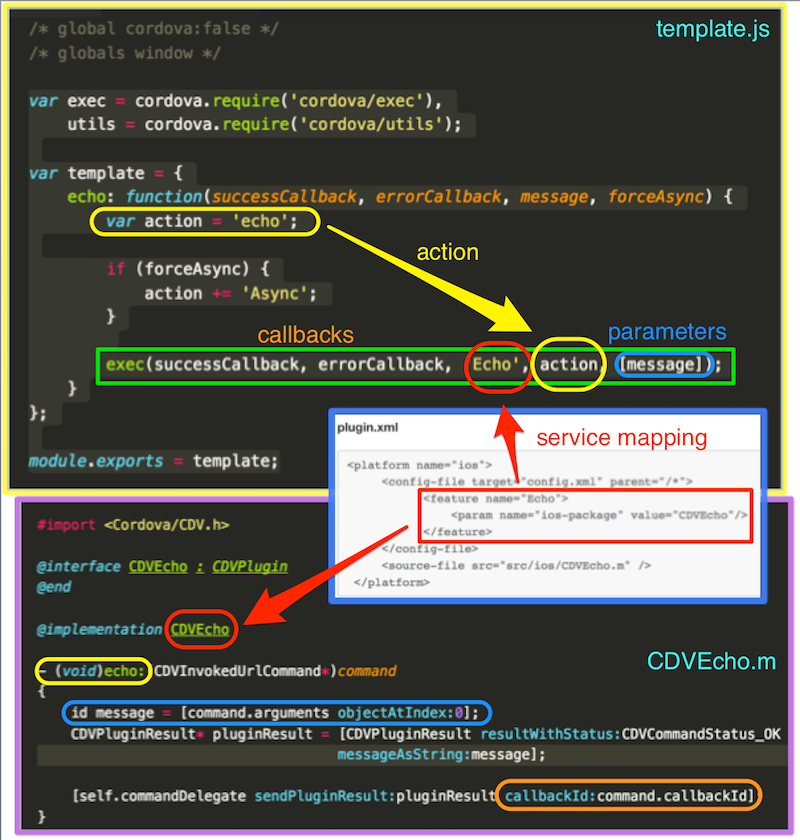 /* global cordova:false */
template.js
/* globals window */
var exec = cordova.require('cordova/exec'),
utils = cordova.require('cordova/utils');
var template = {
echo: function(successCallback, errorCallback, message, forceAsync) {
var action = 'echo';
action
if (forceAsync) {
action += 'Async';
}
callbacks
parameters
exec(successCallback, errorCallback, 'Echo', action, [message]);
}
};
module.exports = template;
plugin.xml
service mapping
<platform name="ios">
<config-file target="config.xml" parent="/*">
<feature name="Echo">
<param name="ios-package" value="CDVEcho"/>
</feature>
</config-file>
<source-file src="src/ios/CDVEcho.m" />
</platform>
#import <Cordova/CDV.h>
@interface CDVEcho : CDVPlugin
@end
@implementation CDVEcho
CDVEcho.m
- (void)echo:(CDVInvokedUrlCommand*)command
{
id message = [command.arguments objectAtIndex:0];
CDVPluginResult* pluginResult = [CDVPluginResult resultWithStatus:CDVCommandStatus_OK
messageAsString:message];
[self.commandDelegate sendPluginResult:pluginResult callbackId:command.callbackId]
}